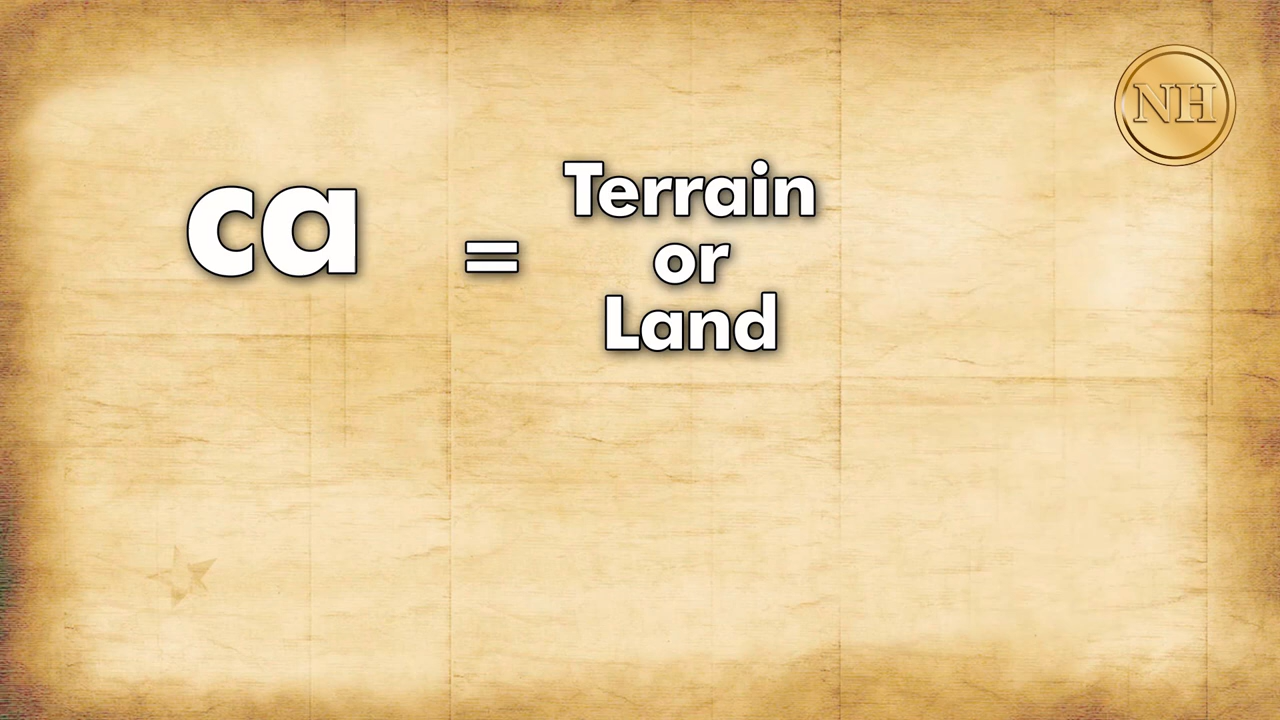 NH
ca
=
Terrain
or
Land